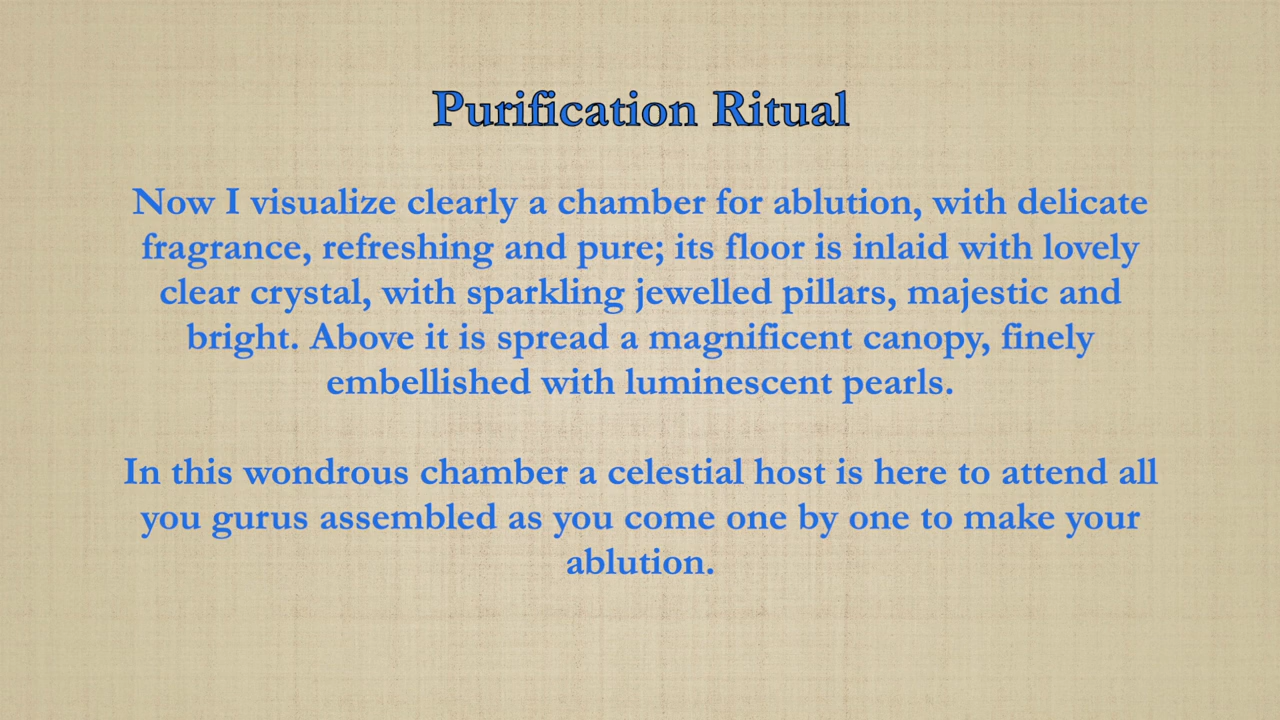 Purification Ritual
Now I visualize clearly a chamber for ablution, with delicate
fragrance, refreshing and pure; its floor is inlaid with lovely
clear crystal, with sparkling jewelled pillars, majestic and
bright. Above it is spread a magnificent canopy, finely
embellished with luminescent pearls.
In this wondrous chamber a celestial host is here to attend all
you gurus assembled as you come one by one to make your
ablution.